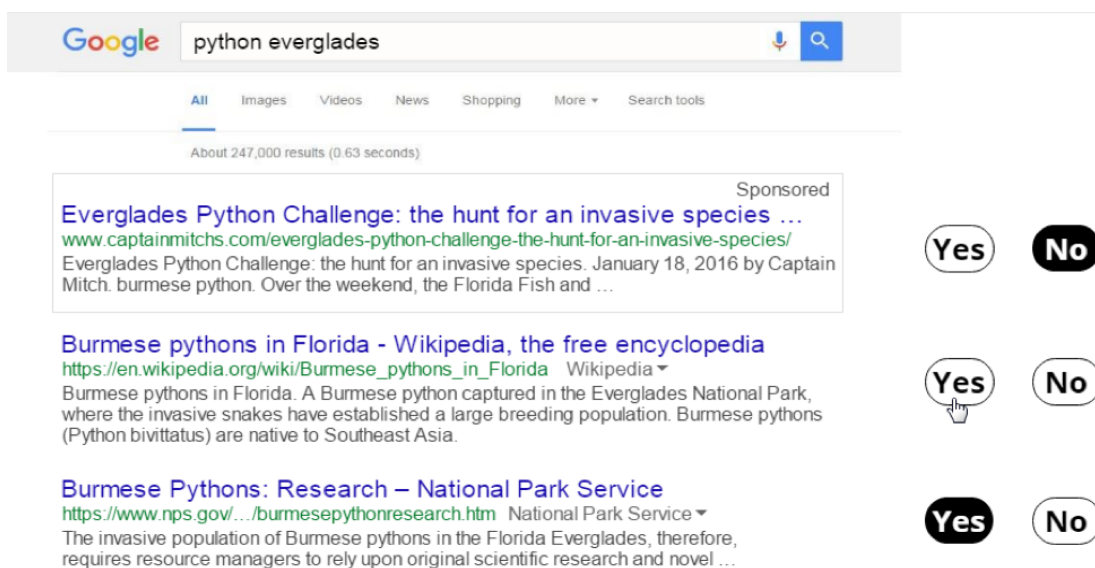 Google python everglades
All Images Videos News Shopping More Search tools
About 247,000 results (0.63 seconds)
Sponsored
Everglades Python Challenge: the hunt for an invasive species ...
www.captainmitchs.com/everglades-python-challenge-the-hunt-for-an-invasive-species/
Everglades Python Challenge: the hunt for an invasive species. January 18, 2016 by Captain
Mitch. burmese python. Over the weekend, the Florida Fish and ...
Yes No
Burmese pythons in Florida - Wikipedia, the free encyclopedia
https://en.wikipedia.org/wiki/Burmese_pythons_in_Florida Wikipedia
Burmese pythons in Florida. A Burmese python captured in the Everglades National Park,
where the invasive snakes have established a large breeding population. Burmese pythons
(Python bivittatus) are native to Southeast Asia.
Yes No
Burmese Pythons: Research – National Park Service
https://www.nps.gov/.../burmesepythonresearch.htm National Park Service
The invasive population of Burmese pythons in the Florida Everglades, therefore,
requires resource managers to rely upon original scientific research and novel ...
Yes No